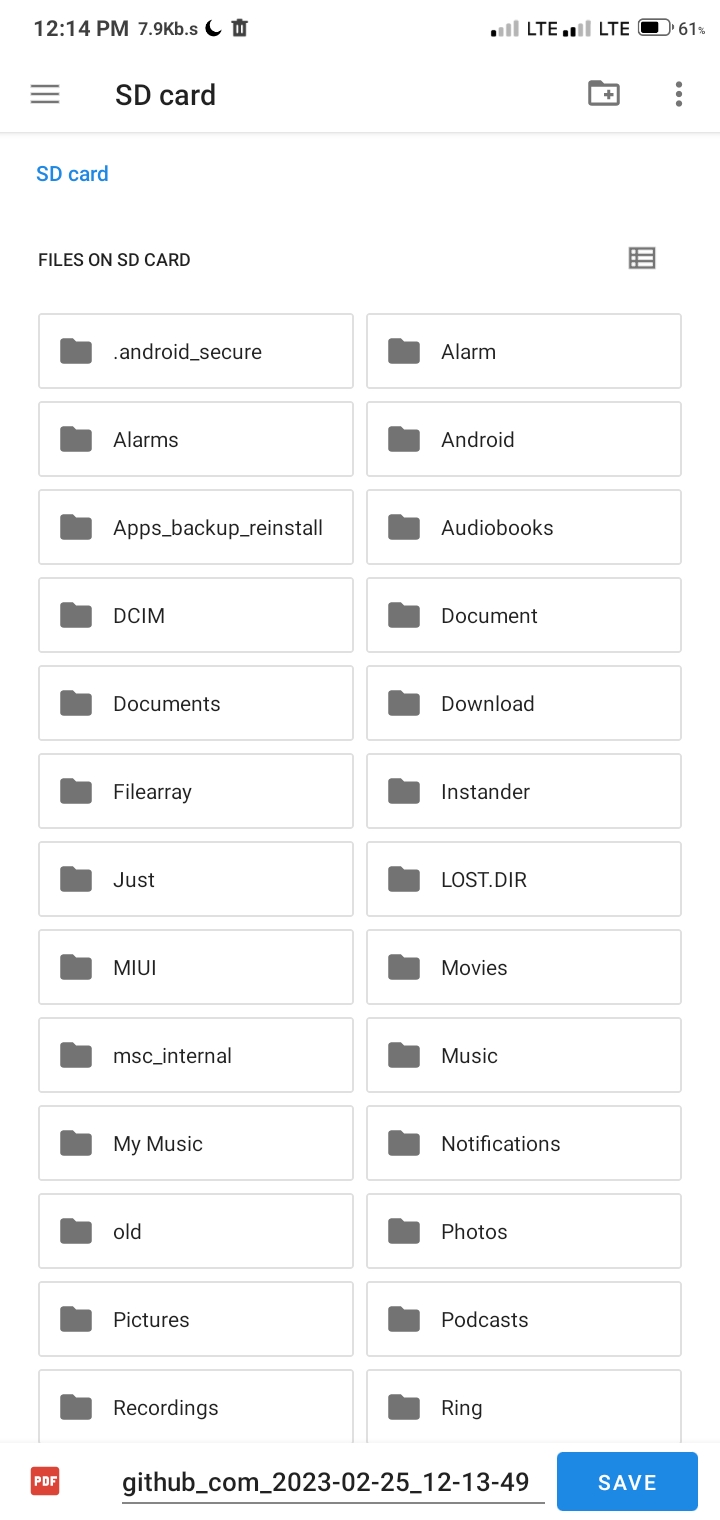 12:14 PM 7.9Kb.s LTE LTE 61%
SD card
SD card
FILES ON SD CARD
.android_secure Alarm
Alarms Android
Apps_backup_reinstall Audiobooks
DCIM Document
Documents Download
Filearray Instander
Just LOST.DIR
MIUI Movies
msc_internal Music
My Music Notifications
old Photos
Pictures Podcasts
Recordings Ring
PDF github_com_2023-02-25_12-13-49 SAVE